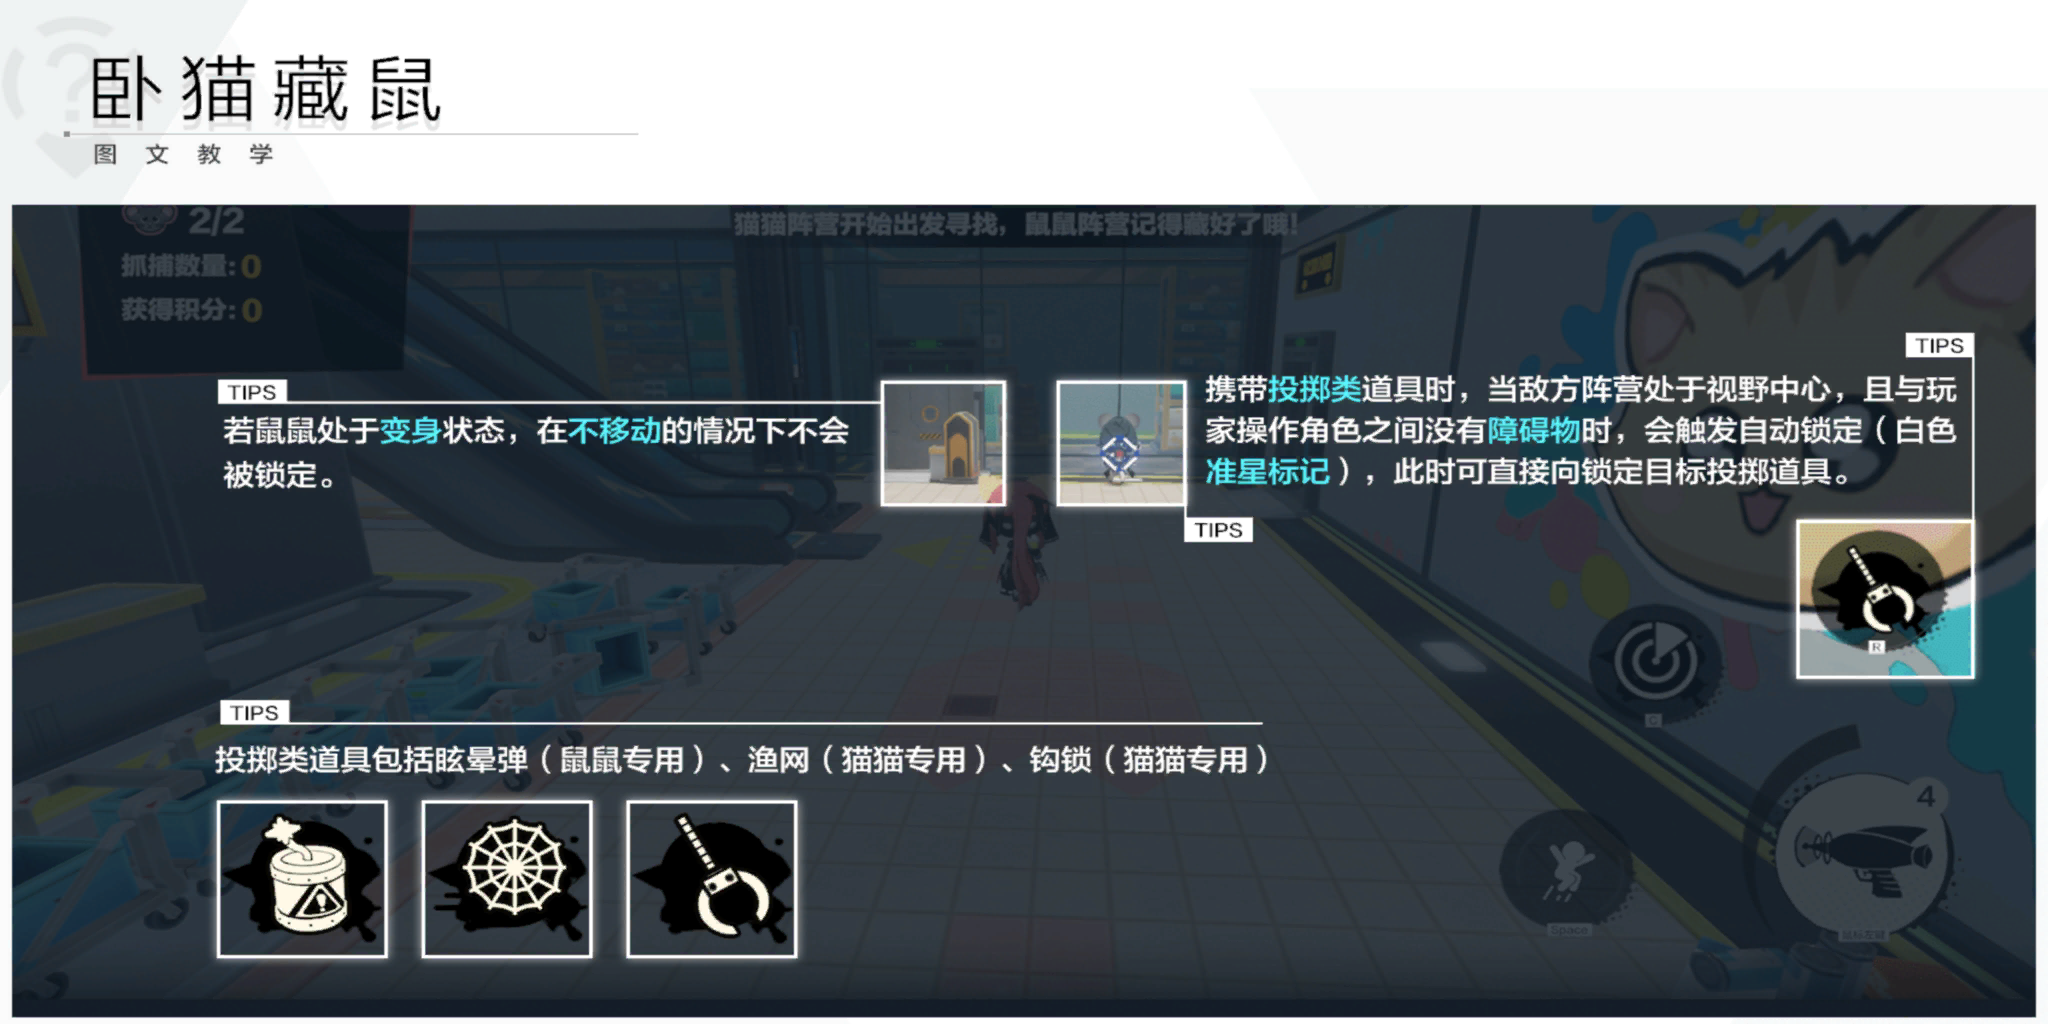 卧猫藏鼠
图文教学
2/2
猫猫阵营开始出发寻找，鼠鼠阵营记得藏好了哦!
抓捕数量:0
获得积分:0
TIPS
若鼠鼠处于变身状态，在不移动的情况下不会
被锁定。
TIPS
携带投掷类道具时，当敌方阵营处于视野中心，且与玩
家操作角色之间没有障碍物时，会触发自动锁定（白色
准星标记），此时可直接向锁定目标投掷道具。
TIPS
R
C
TIPS
投掷类道具包括眩晕弹（鼠鼠专用）、渔网（猫猫专用）、钩锁（猫猫专用）
4
Space
鼠标左键